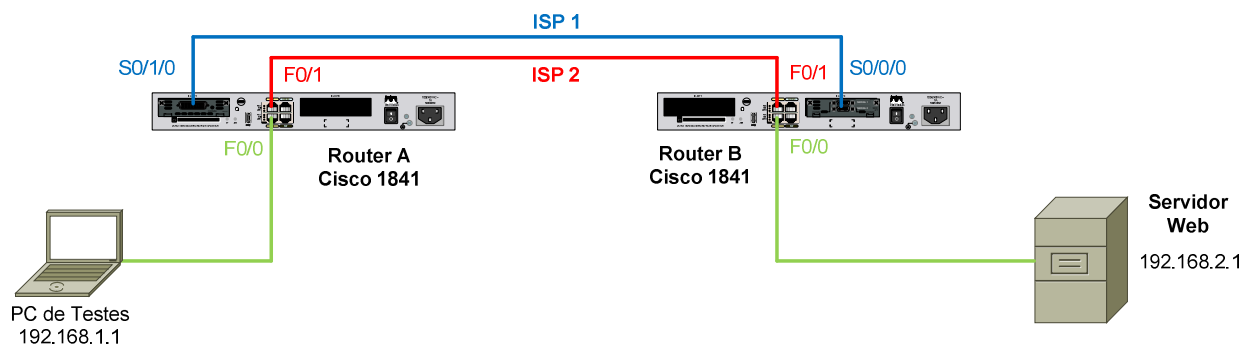 ISP 1
S0/1/0
F0/1
ISP 2
F0/1
S0/0/0
F0/0
Router A
Cisco 1841
Router B
Cisco 1841
F0/0
PC de Testes
192.168.1.1
Servidor
Web
192.168.2.1